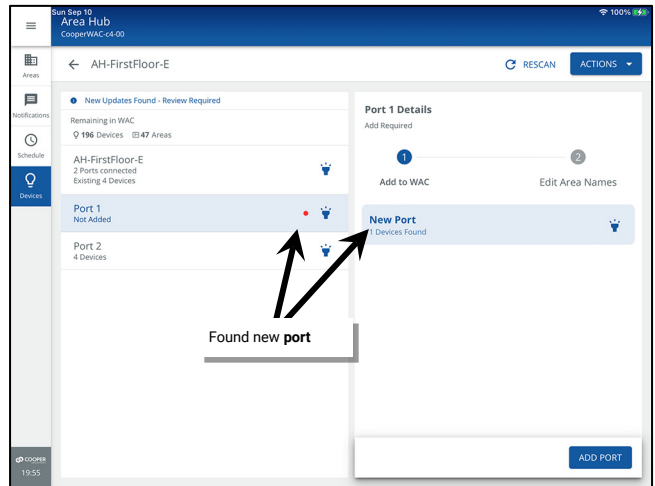 Sun Sep 10
100%
Area Hub
CooperWAC-c4-00
Areas
Notifications
Schedule
Devices
COOPER
19:55
AH-FirstFloor-E
RESCAN
ACTIONS
New Updates Found - Review Required
Remaining in WAC
196 Devices 47 Areas
AH-FirstFloor-E
2 Ports connected
Existing 4 Devices
Port 1
Not Added
Port 2
4 Devices
Port 1 Details
Add Required
1 2
Add to WAC Edit Area Names
New Port
1 Devices Found
Found new port
ADD PORT